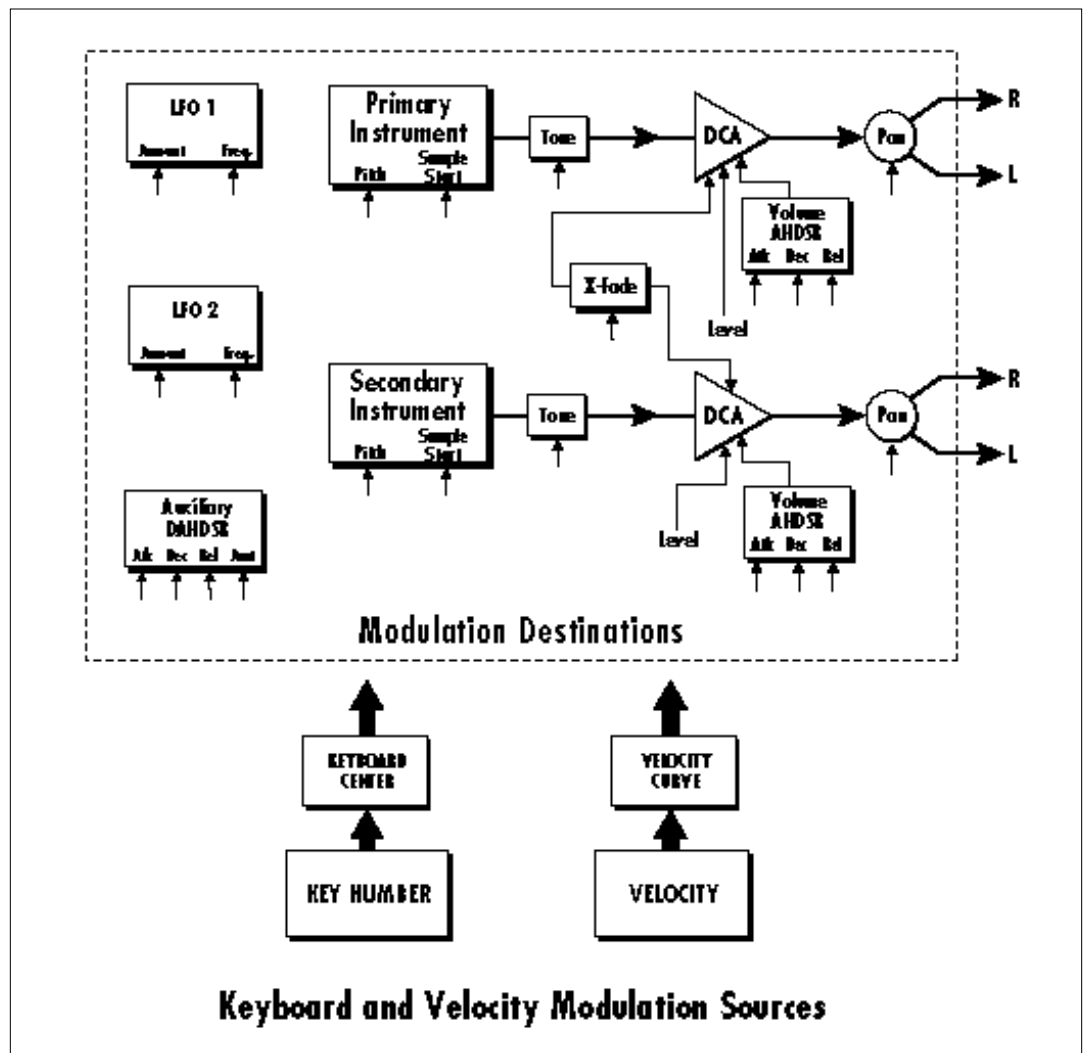 LFO 1
Amount Freq.
Primary
Instrument
Pitch
Sample
Start
Tone
DCA
Pan
R
L
Volume
AHDSR
Atk Dec Rel
X-fade
Level
LFO 2
Amount Freq.
Secondary
Instrument
Pitch
Sample
Start
Tone
DCA
Pan
R
L
Level
Volume
AHDSR
Atk Dec Rel
Auxiliary
DAHDSR
Atk Dec Rel Amt
Modulation Destinations
KEYBOARD
CENTER
VELOCITY
CURVE
KEY NUMBER
VELOCITY
Keyboard and Velocity Modulation Sources